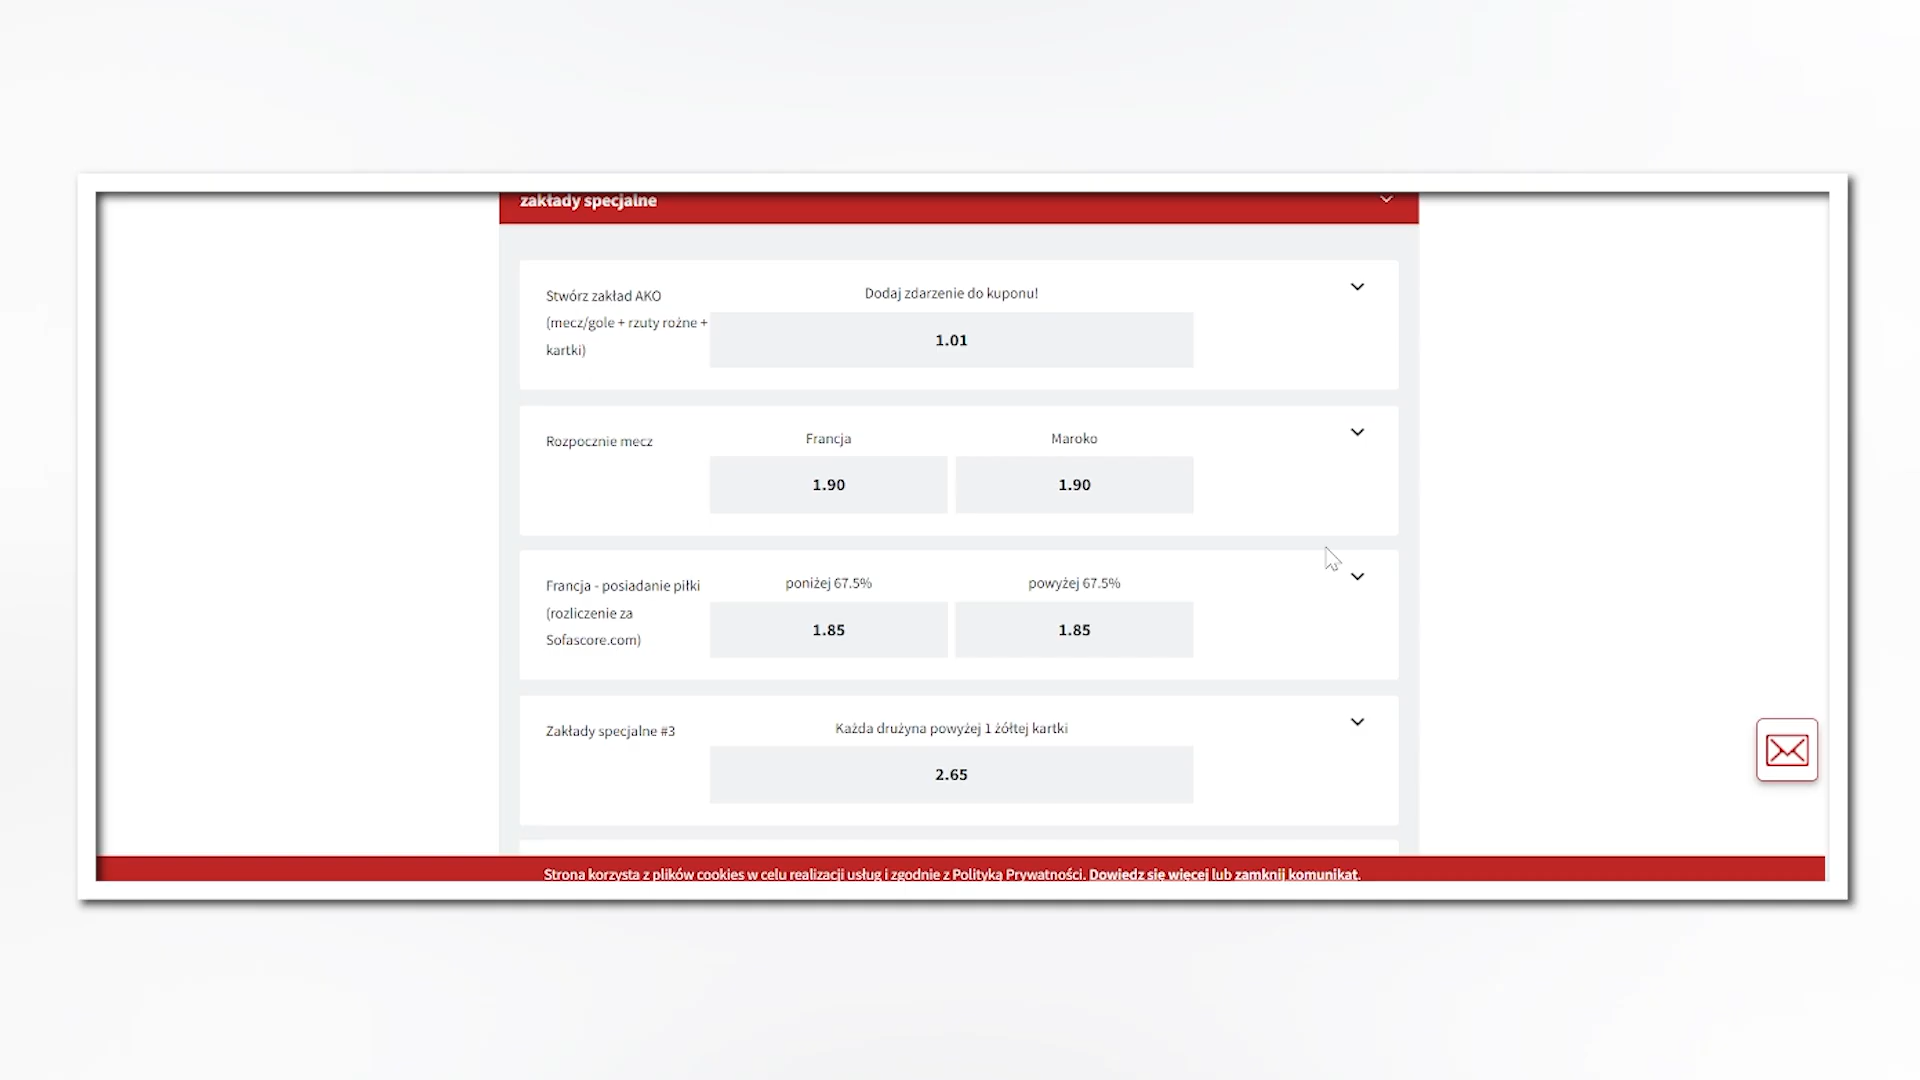 zakłady specjalne
Stwórz zakład AKO
(mecz/gole + rzuty rożne +
kartki)
Dodaj zdarzenie do kuponu!
1.01
Rozpocznie mecz
Francja
Maroko
1.90
1.90
Francja - posiadanie piłki
(rozliczenie za
Sofascore.com)
poniżej 67.5%
powyżej 67.5%
1.85
1.85
Zakłady specjalne #3
Każda drużyna powyżej 1 żółtej kartki
2.65
Strona korzysta z plików cookies w celu realizacji usług i zgodnie z Polityką Prywatności. Dowiedz się więcej lub zamknij komunikat.